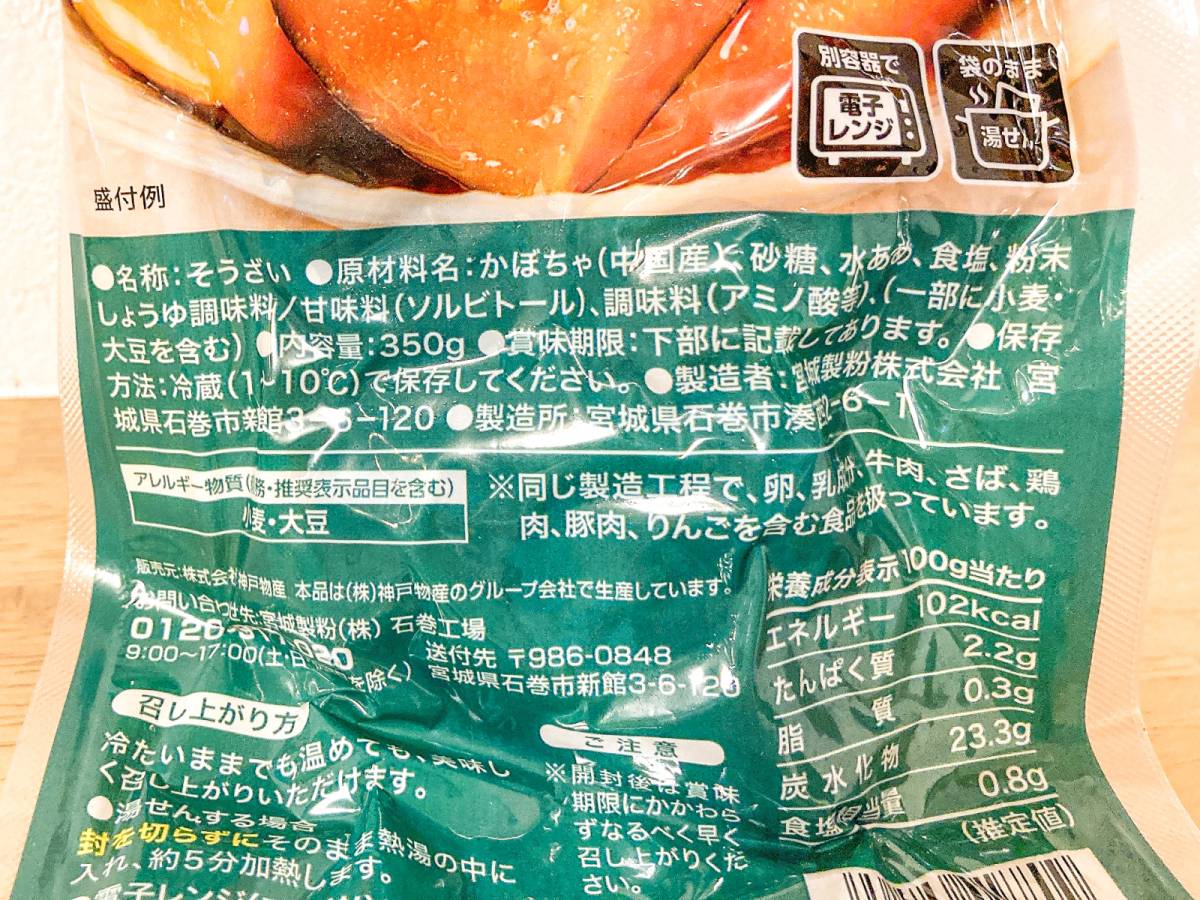 別容器で
電子
レンジ
袋のまま
湯せん
盛付例
●名称:そうざい ●原材料名:かぼちゃ(中国産)、砂糖、水あめ、食塩、粉末
しょうゆ調味料/甘味料(ソルビトール)、調味料(アミノ酸等)、(一部に小麦・
大豆を含む) ●内容量:350g ●賞味期限:下部に記載してあります。 ●保存
方法:冷蔵(1~10℃)で保存してください。 ●製造者:宮城製粉株式会社 宮
城県石巻市新館3-6-120 ●製造所:宮城県石巻市湊西2-6-1
アレルギー物質(義務・推奨表示品目を含む)
小麦・大豆
※同じ製造工程で、卵、乳成分、牛肉、さば、鶏
肉、豚肉、りんごを含む食品を扱っています。
販売元:株式会社神戸物産 本品は(株)神戸物産のグループ会社で生産しています。
お問い合わせ先:宮城製粉(株) 石巻工場
0120-
9:00~17:00(土・日 を除く)
送付先 〒986-0848
宮城県石巻市新館3-6-120
栄養成分表示 100g当たり
エネルギー 102kcal
たんぱく質 2.2g
脂質 0.3g
炭水化物 23.3g
食塩相当量 0.8g
(推定値)
召し上がり方
冷たいままでも温めても、美味し
く召し上がりいただけます。
●湯せんする場合
封を切らずにそのまま熱湯の中に
入れ、約5分加熱します。
●電子レンジ
ご注意
※開封後は賞味
期限にかかわら
ずなるべく早く
召し上がりくだ
さい。